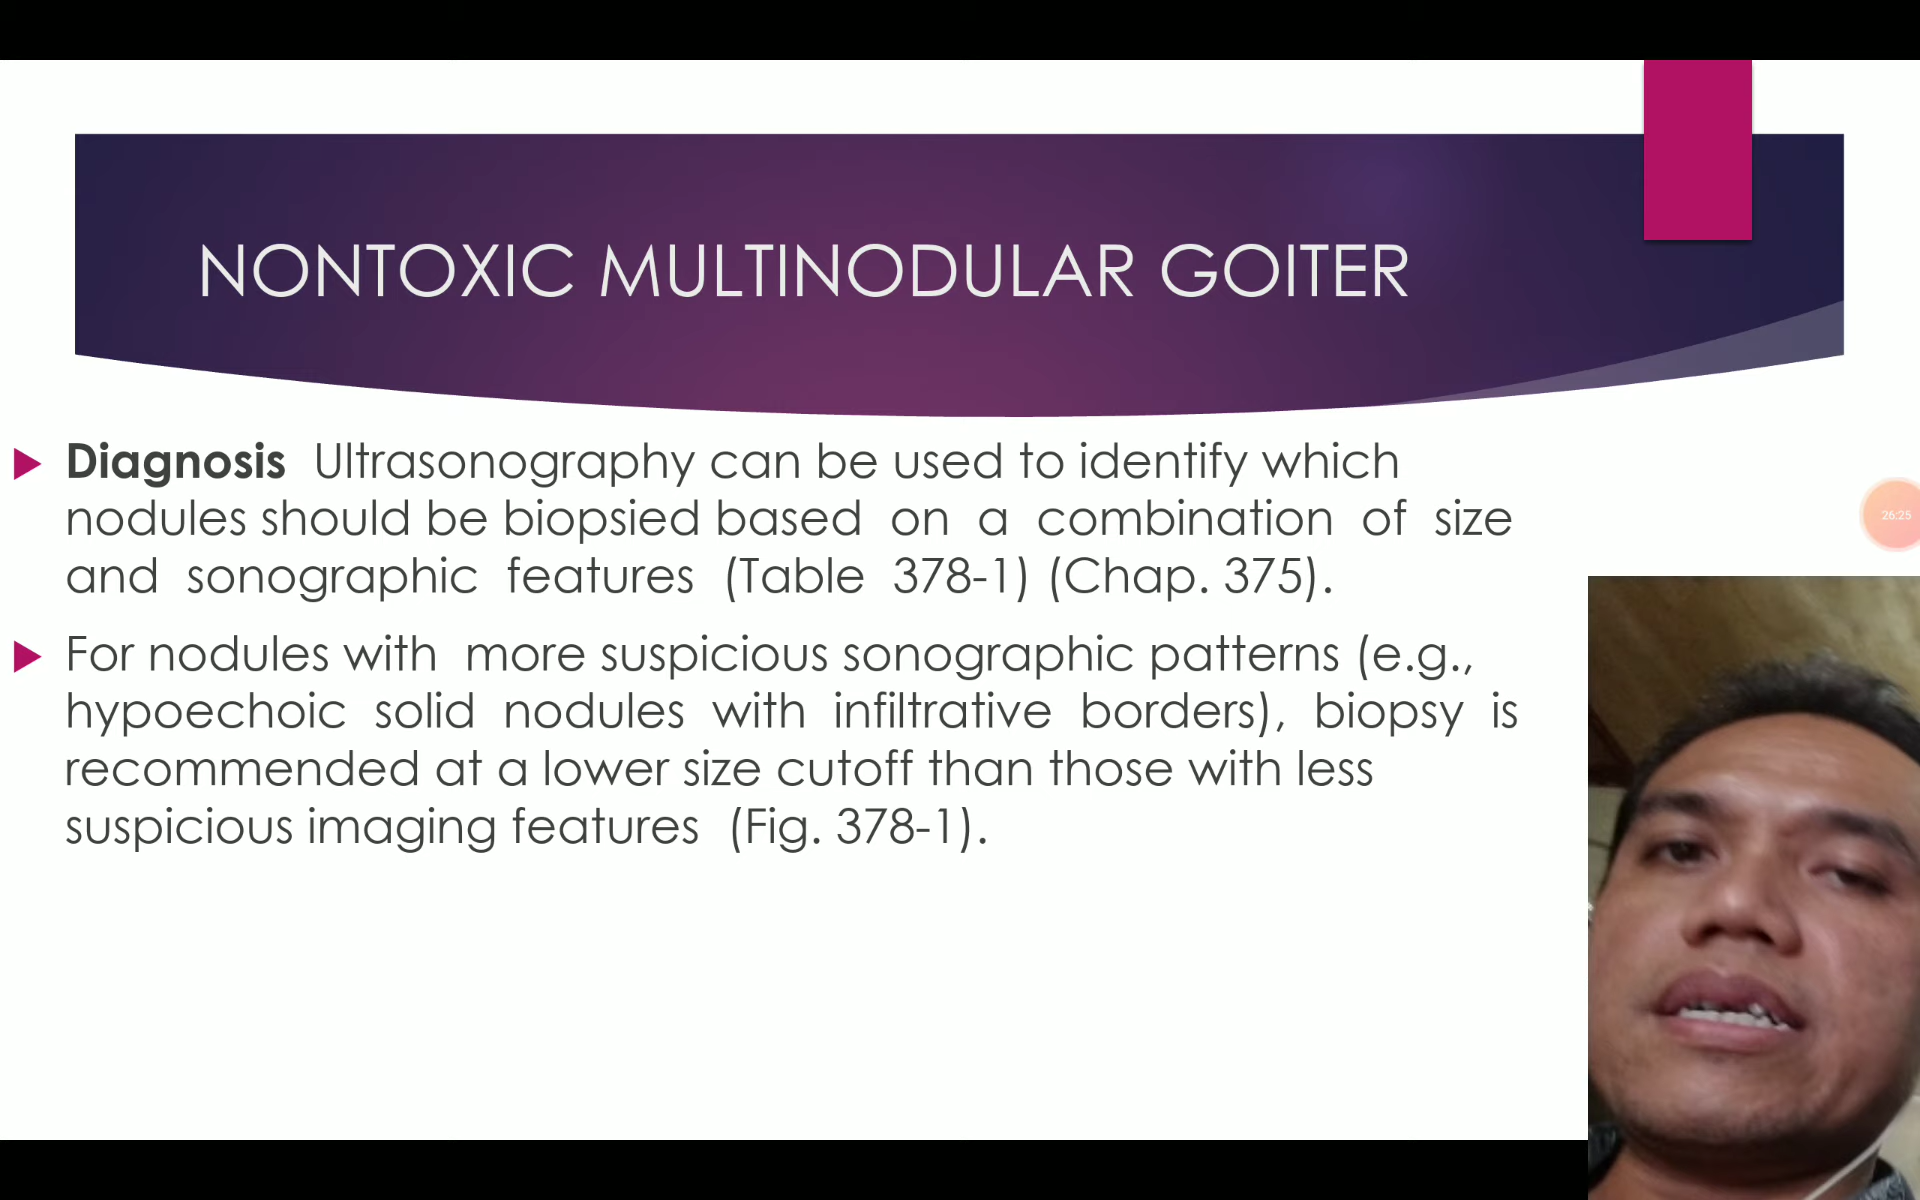 NONTOXIC MULTINODULAR GOITER
Diagnosis Ultrasonography can be used to identify which
nodules should be biopsied based on a combination of size
and sonographic features (Table 378-1) (Chap. 375).
For nodules with more suspicious sonographic patterns (e.g.,
hypoechoic solid nodules with infiltrative borders), biopsy is
recommended at a lower size cutoff than those with less
suspicious imaging features (Fig. 378-1).
26:25